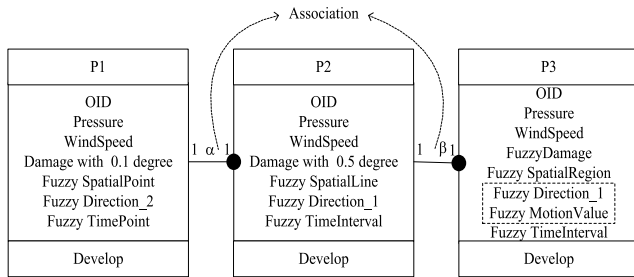 Association
P1
OID
Pressure
WindSpeed
Damage with 0.1 degree
Fuzzy SpatialPoint
Fuzzy Direction_2
Fuzzy TimePoint
Develop
1 α 1
P2
OID
Pressure
WindSpeed
Damage with 0.5 degree
Fuzzy SpatialLine
Fuzzy Direction_1
Fuzzy TimeInterval
Develop
1 β 1
P3
OID
Pressure
WindSpeed
FuzzyDamage
Fuzzy SpatialRegion
Fuzzy Direction_1
Fuzzy MotionValue
Fuzzy TimeInterval
Develop